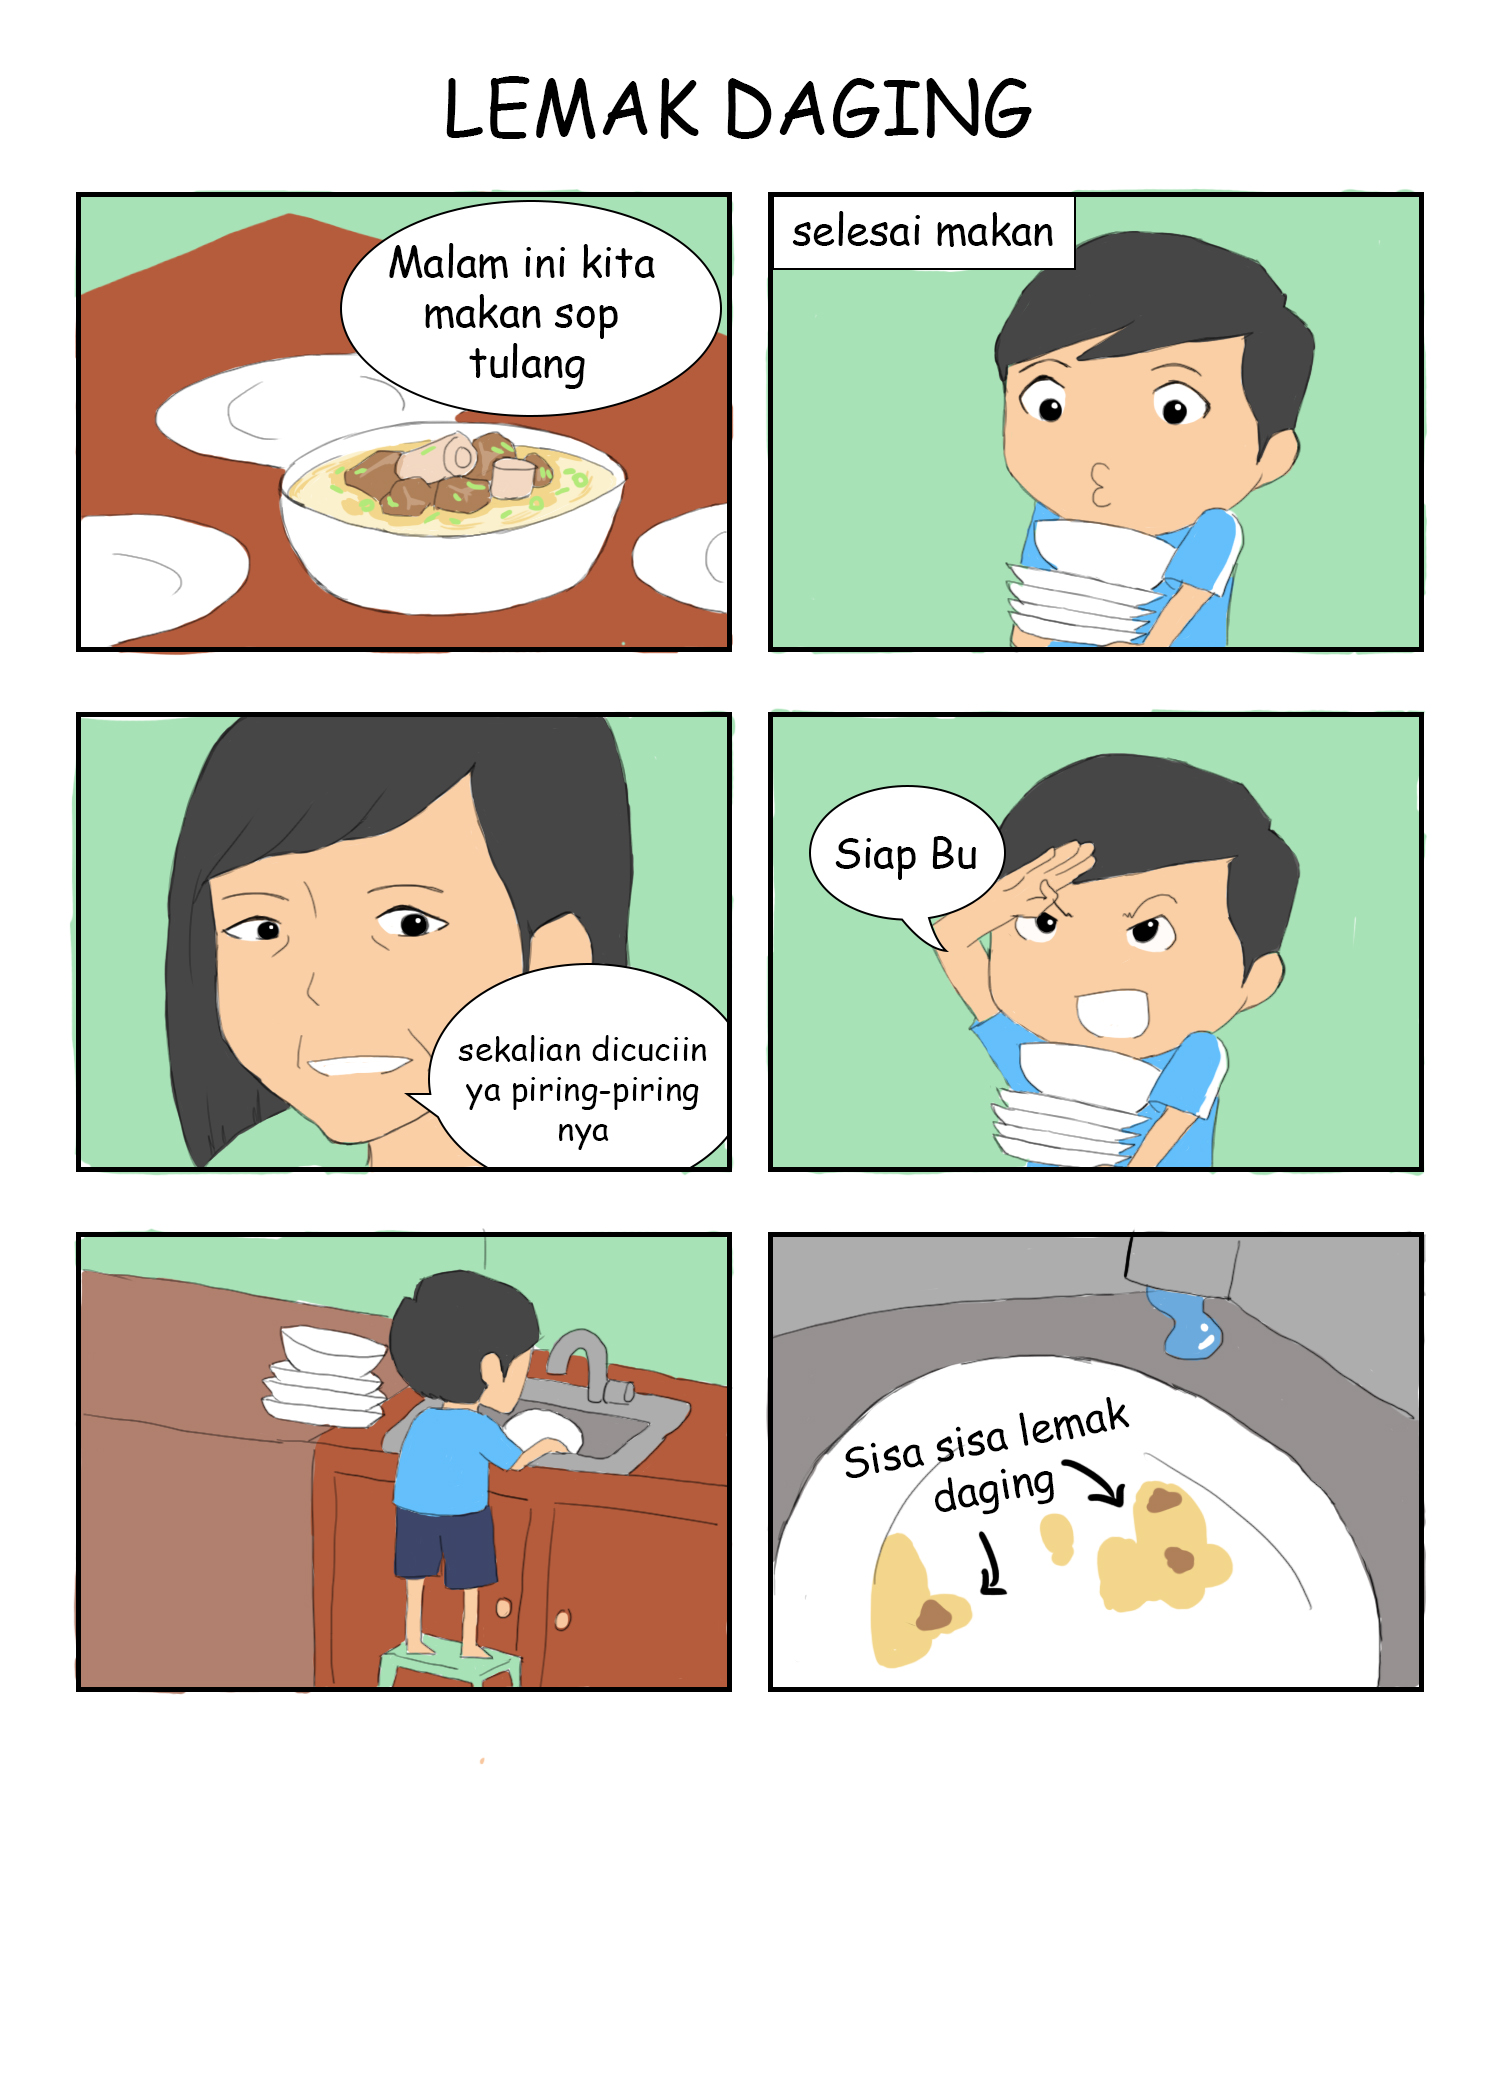 LEMAK DAGING
Malam ini kita
makan sop
tulang
selesai makan
sekalian dicuciin
ya piring-piring
nya
Siap Bu
Sisa sisa lemak
daging